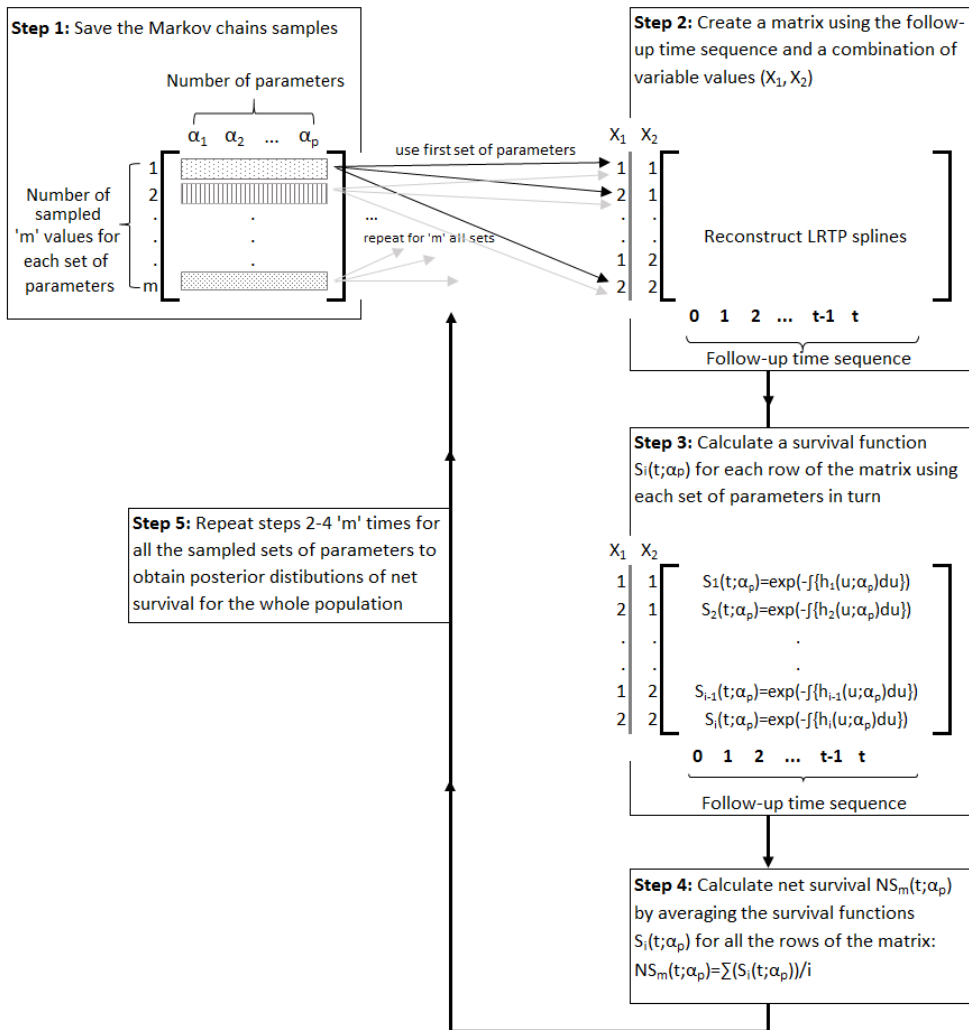 Step 1: Save the Markov chains samples
Number of parameters
α₁ α₂ ... αₚ
1
2
.
.
m
Number of
sampled
'm' values for
each set of
parameters
. .
. .
. .
use first set of parameters
...
repeat for 'm' all sets
Step 2: Create a matrix using the follow-
up time sequence and a combination of
variable values (X₁, X₂)
X₁ X₂
1 1
2 1
. .
. .
1 2
2 2
Reconstruct LRTP splines
0 1 2 ... t-1 t
Follow-up time sequence
Step 3: Calculate a survival function
Sᵢ(t;αₚ) for each row of the matrix using
each set of parameters in turn
X₁ X₂
1 1 S₁(t;αₚ)=exp(-∫{h₁(u;αₚ)du})
2 1 S₂(t;αₚ)=exp(-∫{h₂(u;αₚ)du})
. . .
. . .
1 2 Sᵢ₋₁(t;αₚ)=exp(-∫{hᵢ₋₁(u;αₚ)du})
2 2 Sᵢ(t;αₚ)=exp(-∫{hᵢ(u;αₚ)du})
0 1 2 ... t-1 t
Follow-up time sequence
Step 4: Calculate net survival NSₘ(t;αₚ)
by averaging the survival functions
Sᵢ(t;αₚ) for all the rows of the matrix:
NSₘ(t;αₚ)=∑(Sᵢ(t;αₚ))/i
Step 5: Repeat steps 2-4 'm' times for
all the sampled sets of parameters to
obtain posterior distibutions of net
survival for the whole population